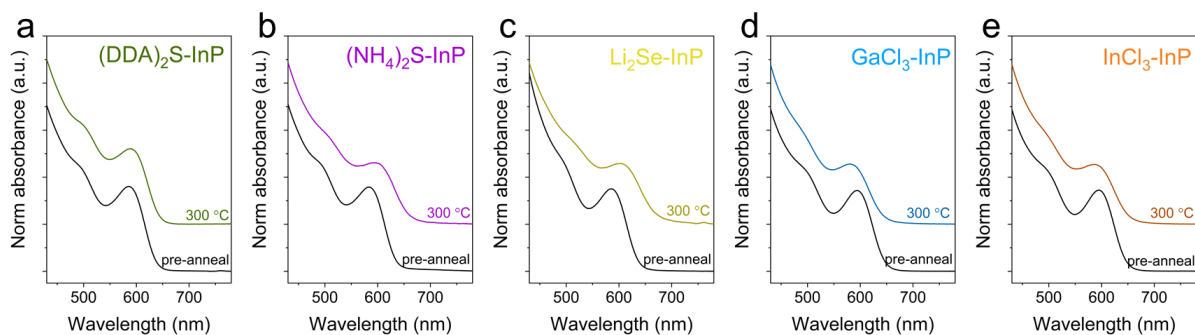 a
(DDA)₂S-InP
Norm absorbance (a.u.)
300 °C
pre-anneal
500 600 700
Wavelength (nm)
b
(NH₄)₂S-InP
Norm absorbance (a.u.)
300 °C
pre-anneal
500 600 700
Wavelength (nm)
c
Li₂Se-InP
Norm absorbance (a.u.)
300 °C
pre-anneal
500 600 700
Wavelength (nm)
d
GaCl₃-InP
Norm absorbance (a.u.)
300 °C
pre-anneal
500 600 700
Wavelength (nm)
e
InCl₃-InP
Norm absorbance (a.u.)
300 °C
pre-anneal
500 600 700
Wavelength (nm)